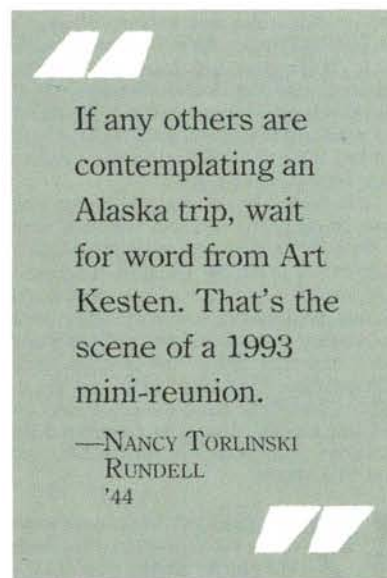 If any others are
contemplating an
Alaska trip, wait
for word from Art
Kesten. That's the
scene of a 1993
mini-reunion.
—NANCY TORLINSKI
RUNDELL
'44